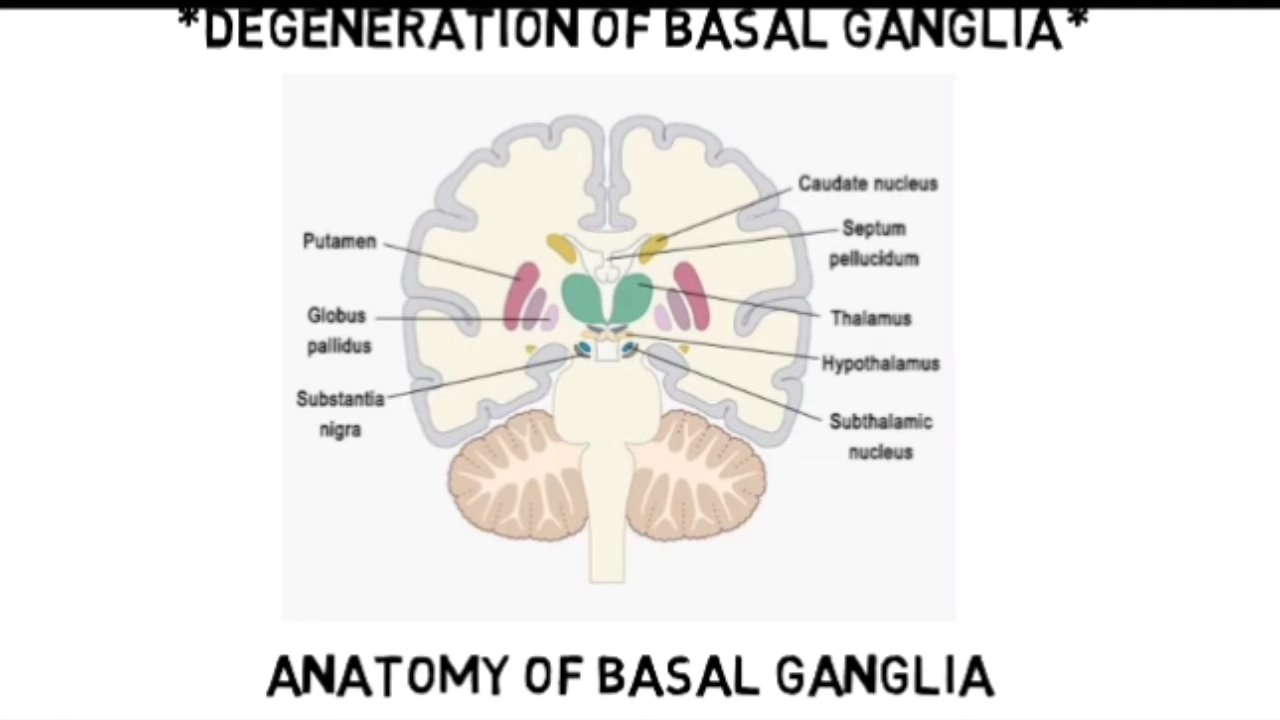 *DEGENERATION OF BASAL GANGLIA*
Caudate nucleus
Putamen
Septum
pellucidum
Globus
pallidus
Thalamus
Hypothalamus
Substantia
nigra
Subthalamic
nucleus
ANATOMY OF BASAL GANGLIA